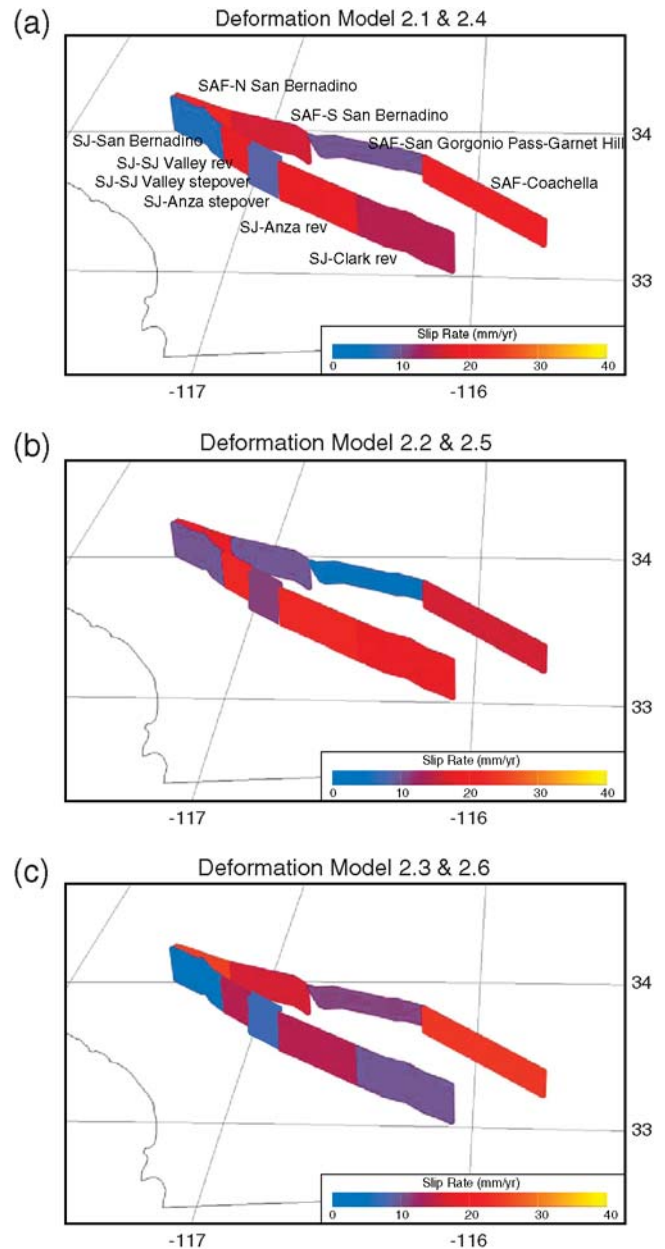 (a)
Deformation Model 2.1 & 2.4
SAF-N San Bernadino
SAF-S San Bernadino
34
SJ-San Bernadino
SAF-San Gorgonio Pass-Garnet Hill
SJ-SJ Valley rev
SJ-SJ Valley stepover
SAF-Coachella
SJ-Anza stepover
SJ-Anza rev
SJ-Clark rev
33
Slip Rate (mm/yr)
0 10 20 30 40
-117 -116
(b)
Deformation Model 2.2 & 2.5
34
33
Slip Rate (mm/yr)
0 10 20 30 40
-117 -116
(c)
Deformation Model 2.3 & 2.6
34
33
Slip Rate (mm/yr)
0 10 20 30 40
-117 -116